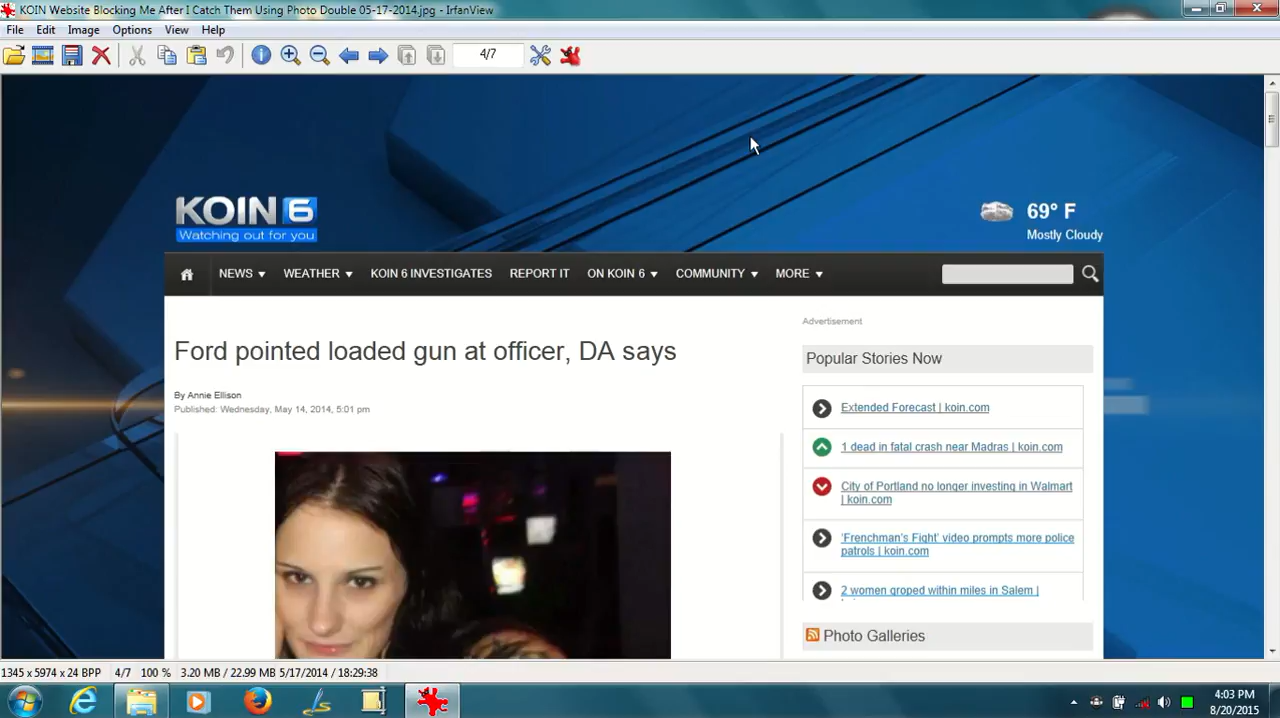 KOIN Website Blocking Me After I Catch Them Using Photo Double 05-17-2014.jpg - IrfanView
File Edit Image Options View Help
4/7
KOIN 6
Watching out for you
69° F
Mostly Cloudy
NEWS WEATHER KOIN 6 INVESTIGATES REPORT IT ON KOIN 6 COMMUNITY MORE
Advertisement
Ford pointed loaded gun at officer, DA says
By Annie Ellison
Published: Wednesday, May 14, 2014, 5:01 pm
Popular Stories Now
Extended Forecast | koin.com
1 dead in fatal crash near Madras | koin.com
City of Portland no longer investing in Walmart
| koin.com
'Frenchman's Fight' video prompts more police
patrols | koin.com
2 women groped within miles in Salem |
Photo Galleries
1345 x 5974 x 24 BPP 4/7 100 % 3.20 MB / 22.99 MB 5/17/2014 / 18:29:38
4:03 PM
8/20/2015